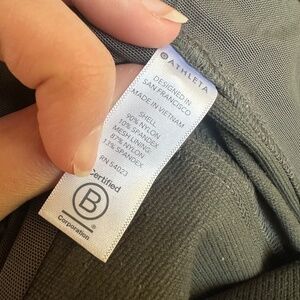 ATHLETA
DESIGNED IN
SAN FRANCISCO
MADE IN VIETNAM
SHELL:
90% NYLON
10% SPANDEX
MESH LINING:
87% NYLON
13% SPANDEX
RN 54023
Certified
B
Corporation